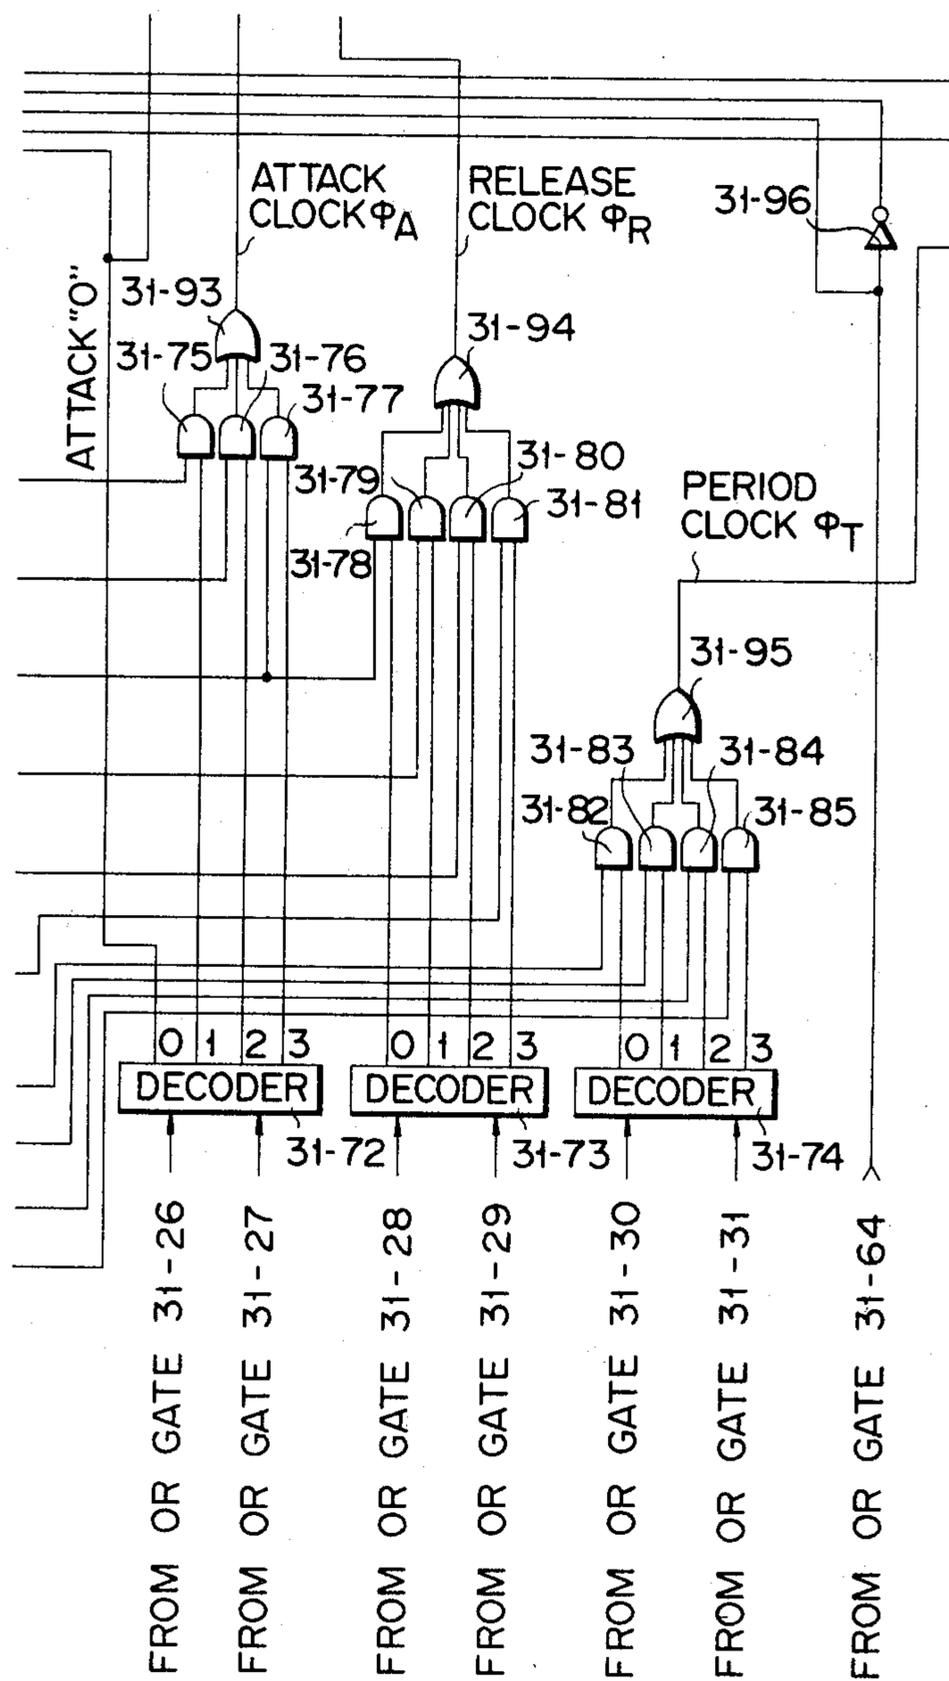 ATTACK
CLOCK ΦA
RELEASE
CLOCK ΦR
31-96
ATTACK "0"
31-93
31-94
31-75
31-76
31-77
31-79
31-80
31-81
31-78
PERIOD
CLOCK ΦT
31-95
31-83
31-84
31-82
31-85
0 1 2 3
0 1 2 3
0 1 2 3
DECODER
DECODER
DECODER
31-72
31-73
31-74
FROM OR GATE 31-26
FROM OR GATE 31-27
FROM OR GATE 31-28
FROM OR GATE 31-29
FROM OR GATE 31-30
FROM OR GATE 31-31
FROM OR GATE 31-64